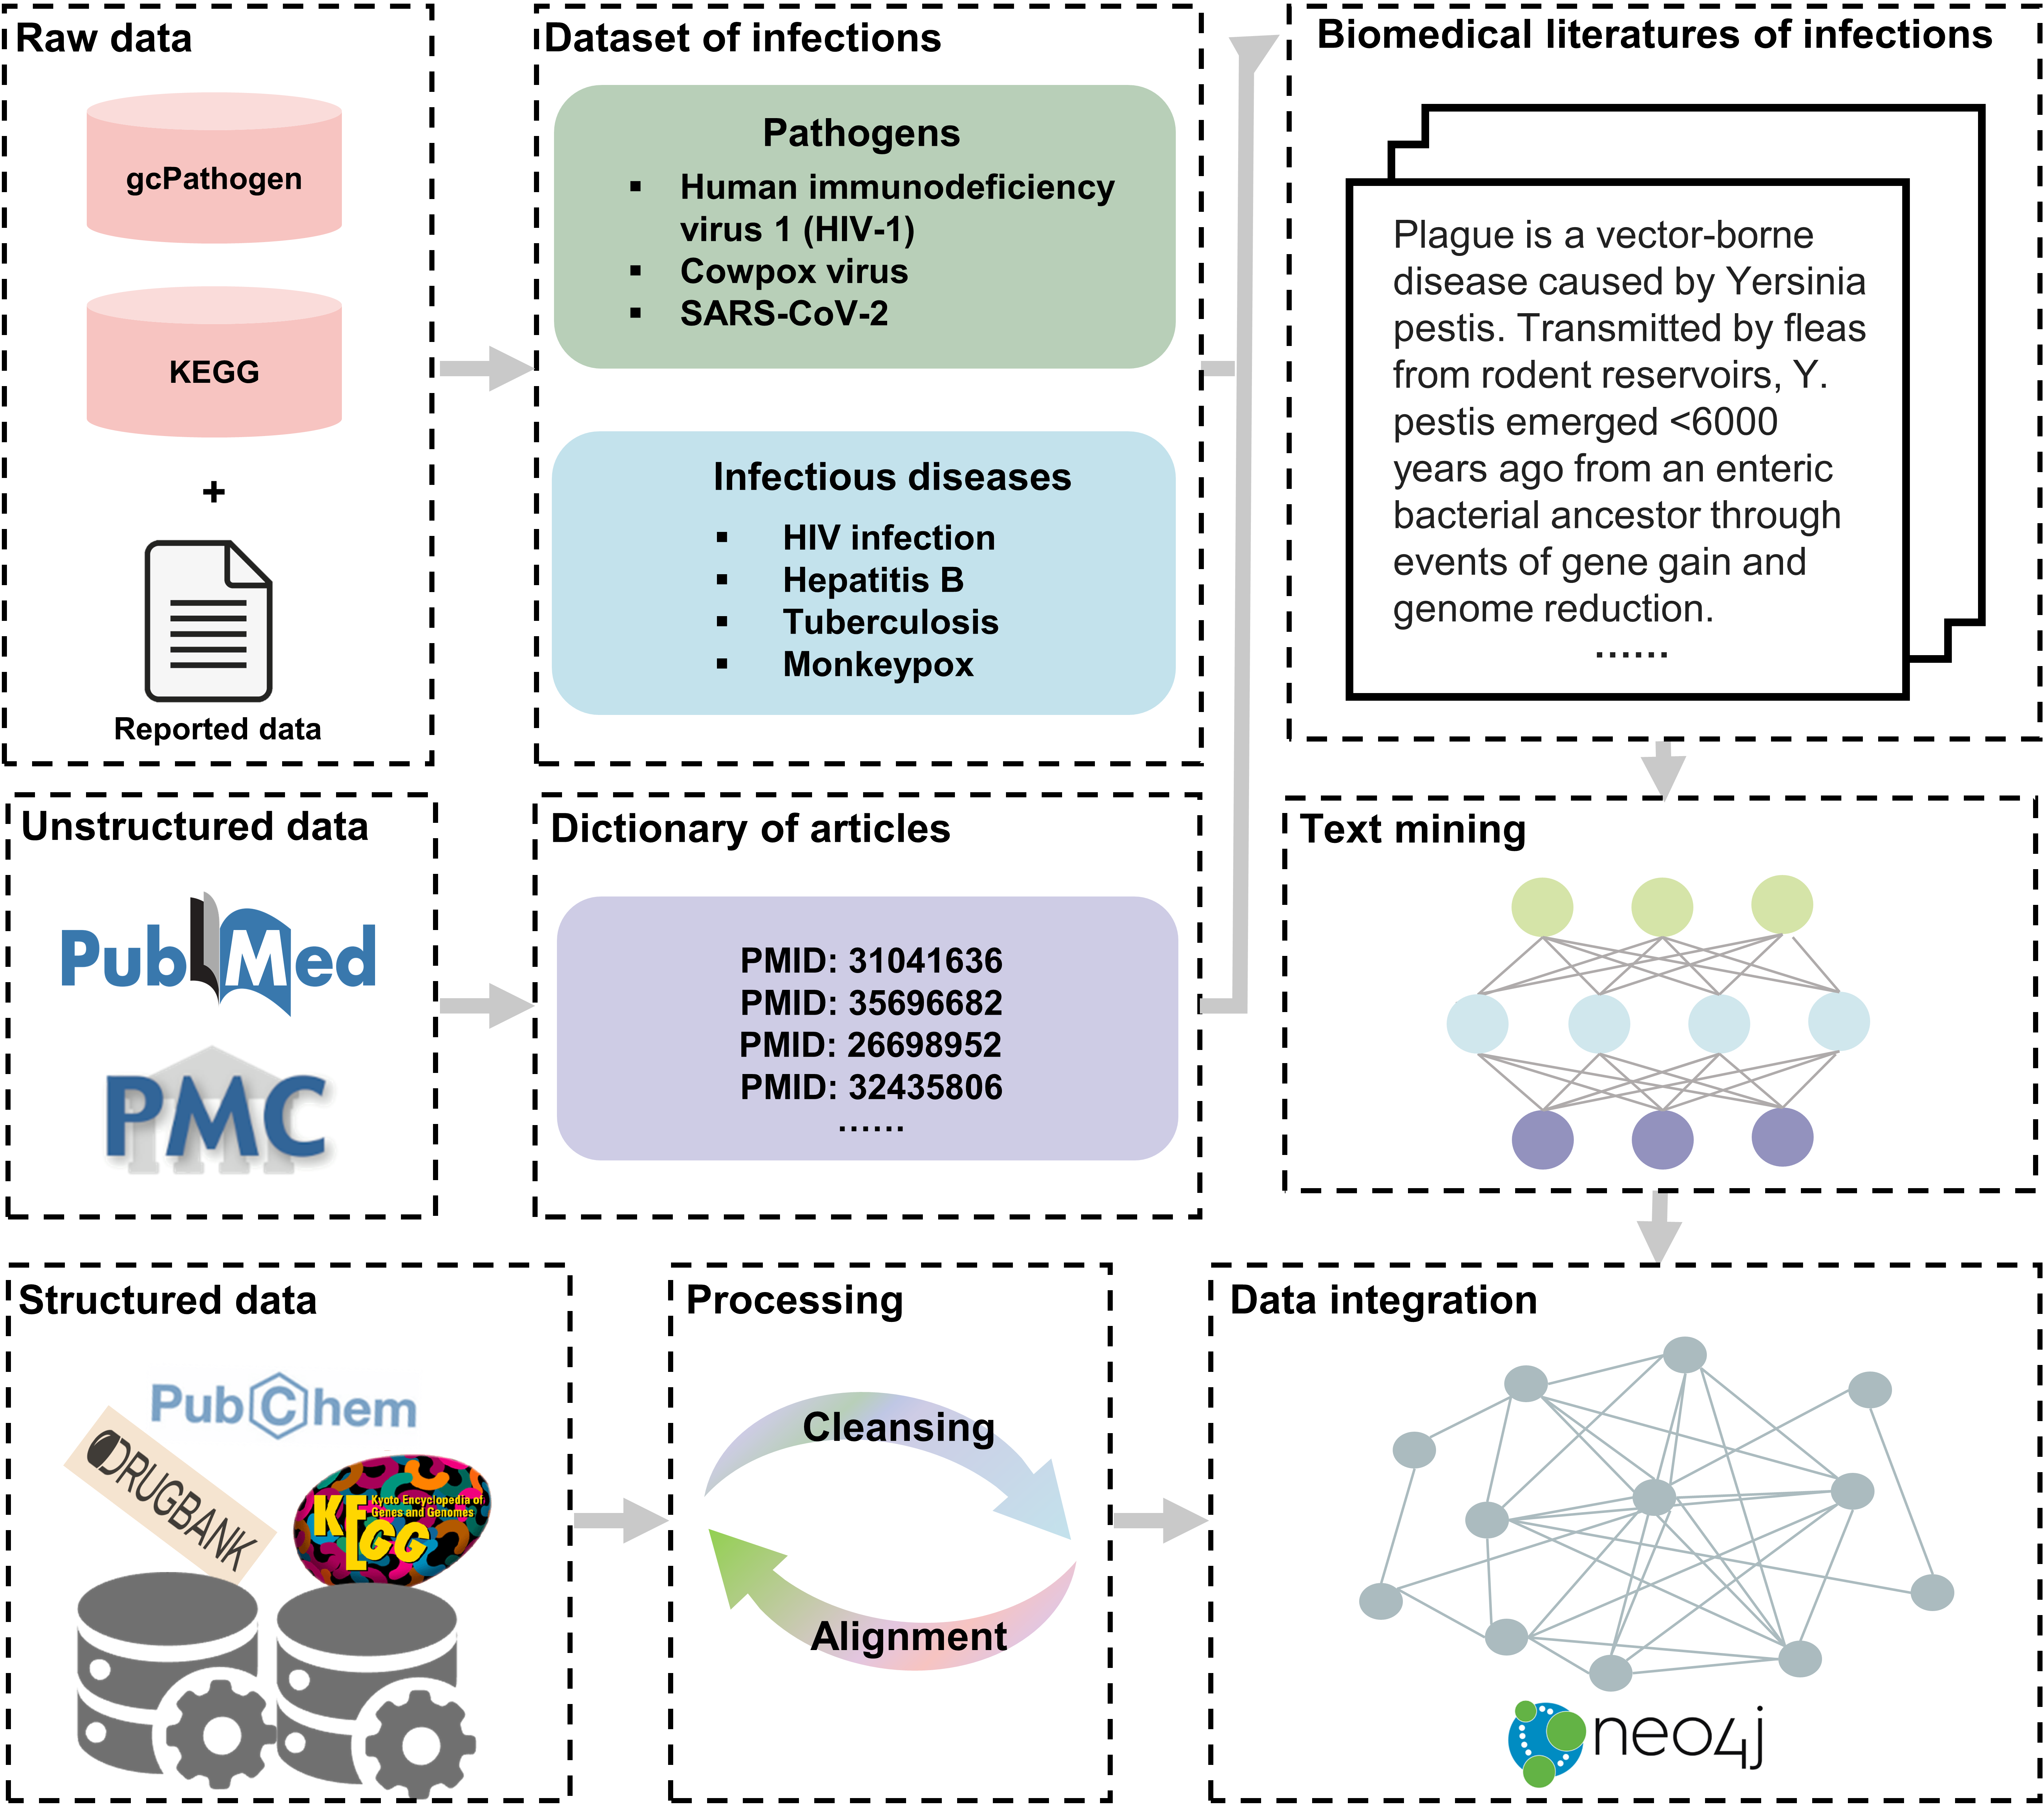 Raw data
gcPathogen
KEGG
+
Reported data
Dataset of infections
Pathogens
▪ Human immunodeficiency
virus 1 (HIV-1)
▪ Cowpox virus
▪ SARS-CoV-2
Infectious diseases
▪ HIV infection
▪ Hepatitis B
▪ Tuberculosis
▪ Monkeypox
Biomedical literatures of infections
Plague is a vector-borne
disease caused by Yersinia
pestis. Transmitted by fleas
from rodent reservoirs, Y.
pestis emerged <6000
years ago from an enteric
bacterial ancestor through
events of gene gain and
genome reduction.
......
Unstructured data
PubMed
PMC
Dictionary of articles
PMID: 31041636
PMID: 35696682
PMID: 26698952
PMID: 32435806
......
Text mining
Structured data
PubChem
DRUGBANK
KEGG
Kyoto Encyclopedia of
Genes and Genomes
Processing
Cleansing
Alignment
Data integration
neo4j